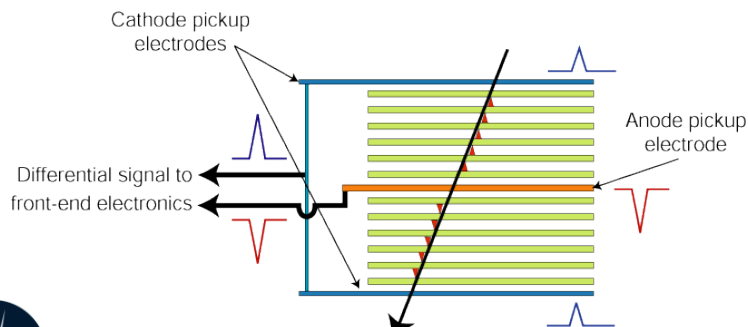 Cathode pickup
electrodes
Anode pickup
electrode
Differential signal to
front-end electronics